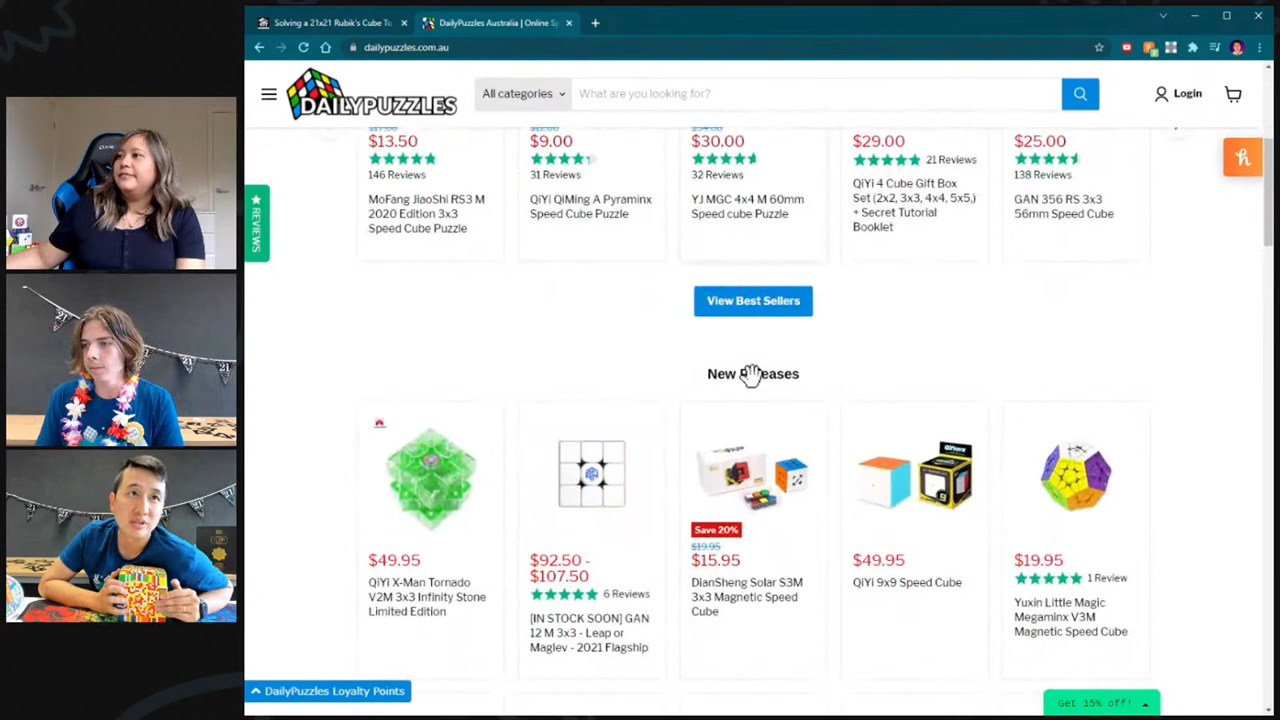 Solving a 21x21 Rubik's Cube To
DailyPuzzles Australia | Online Sp
dailypuzzles.com.au
DAILYPUZZLES
All categories
What are you looking for?
Login
$13.50
146 Reviews
MoFang JiaoShi RS3 M
2020 Edition 3x3
Speed Cube Puzzle
$9.00
31 Reviews
QiYi QiMing A Pyraminx
Speed Cube Puzzle
$30.00
32 Reviews
YJ MGC 4x4 M 60mm
Speed cube Puzzle
$29.00
21 Reviews
QiYi 4 Cube Gift Box
Set (2x2, 3x3, 4x4, 5x5,)
+ Secret Tutorial
Booklet
$25.00
138 Reviews
GAN 356 RS 3x3
56mm Speed Cube
REVIEWS
View Best Sellers
New Releases
$49.95
QiYi X-Man Tornado
V2M 3x3 Infinity Stone
Limited Edition
$92.50 -
$107.50
6 Reviews
[IN STOCK SOON] GAN
12 M 3x3 - Leap or
Maglev - 2021 Flagship
Save 20%
$19.95
$15.95
DianSheng Solar S3M
3x3 Magnetic Speed
Cube
$49.95
QiYi 9x9 Speed Cube
$19.95
1 Review
Yuxin Little Magic
Megaminx V3M
Magnetic Speed Cube
DailyPuzzles Loyalty Points
Get 15% off!
21
21
21
21